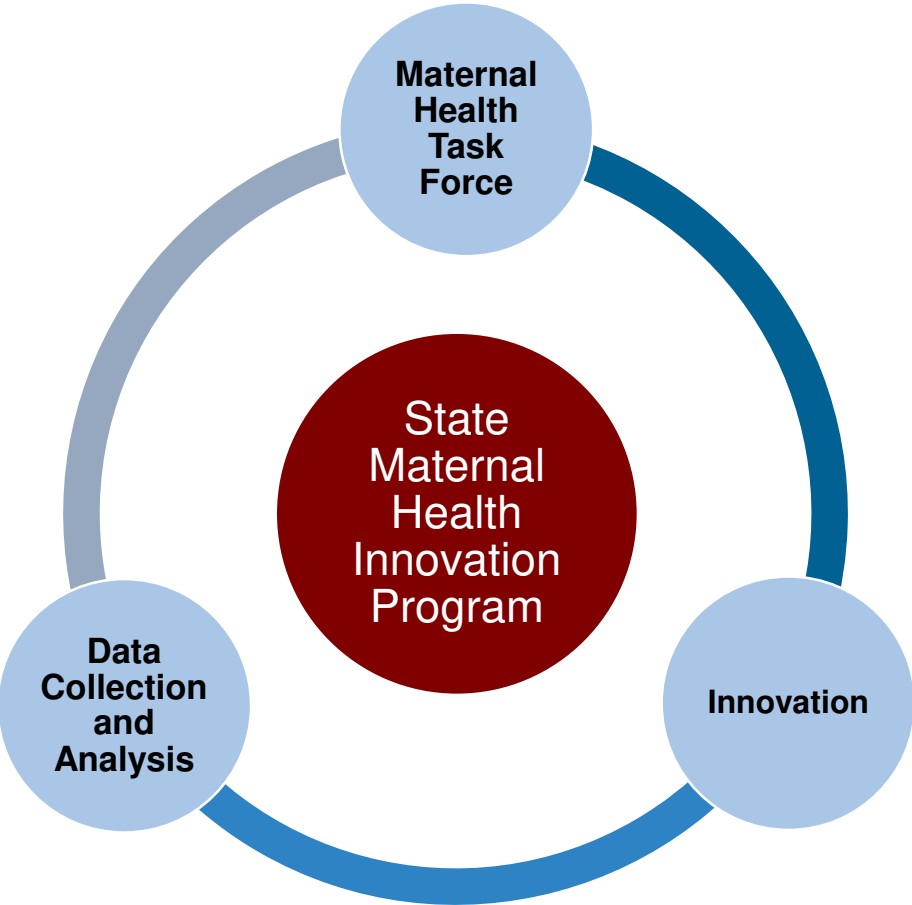 Maternal
Health
Task
Force
State
Maternal
Health
Innovation
Program
Data
Collection
and
Analysis
Innovation